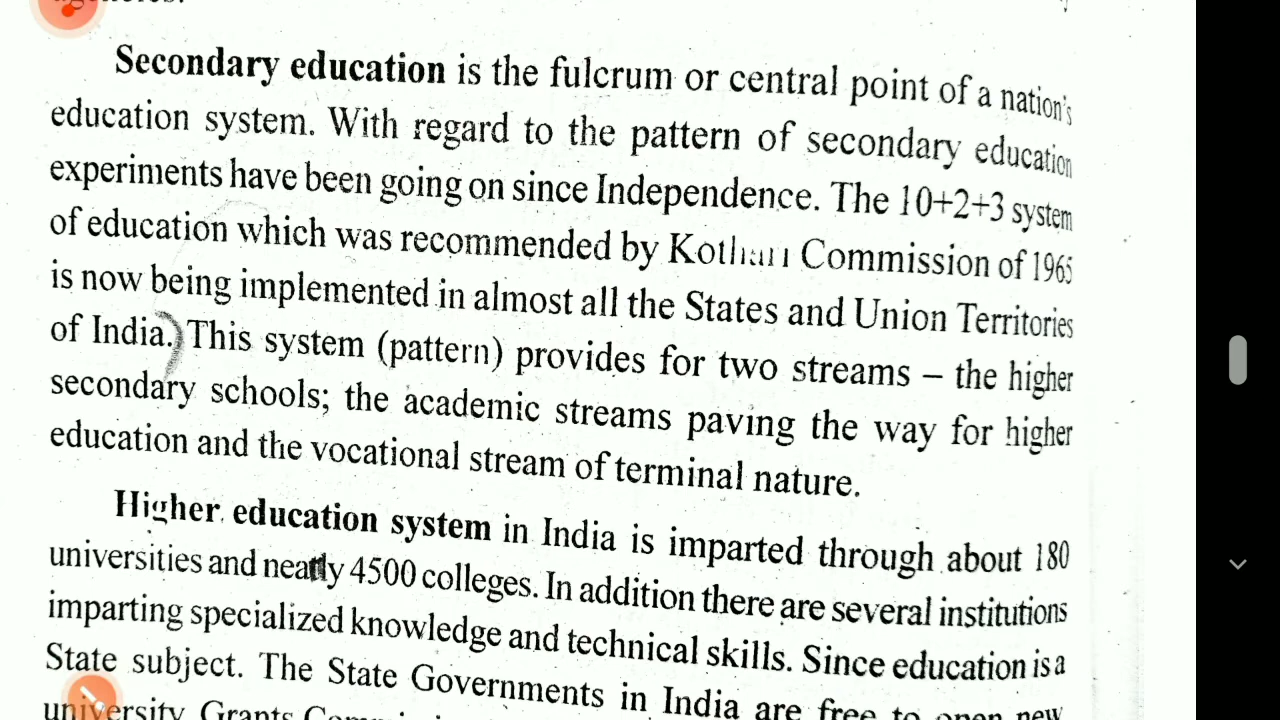 Secondary education is the fulcrum or central point of a nation's
education system. With regard to the pattern of secondary education
experiments have been going on since Independence. The 10+2+3 system
of education which was recommended by Kothari Commission of 1965
is now being implemented in almost all the States and Union Territories
of India.) This system (pattern) provides for two streams – the higher
secondary schools; the academic streams paving the way for higher
education and the vocational stream of terminal nature.
Higher education system in India is imparted through about 180
universities and nearly 4500 colleges. In addition there are several institutions
imparting specialized knowledge and technical skills. Since education is a
State subject. The State Governments in India are free to open new
university Grants